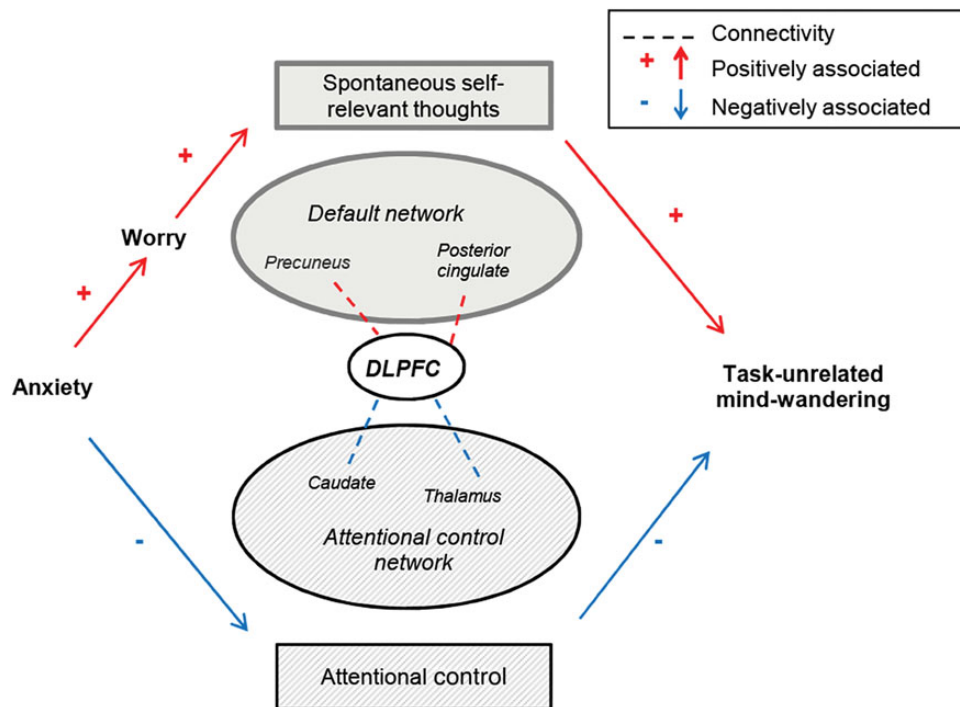 Connectivity
+ Positively associated
- Negatively associated
Spontaneous self-
relevant thoughts
+
+
Default network
Worry
Precuneus
Posterior
cingulate
+
DLPFC
Anxiety
Task-unrelated
mind-wandering
Caudate
Thalamus
Attentional control
network
-
-
Attentional control